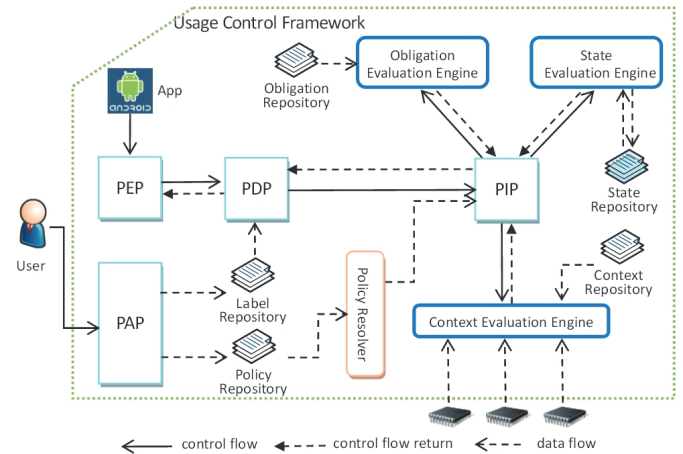 Usage Control Framework
Obligation
Evaluation Engine
State
Evaluation Engine
Obligation
Repository
App
ANDROID
PEP
PDP
PIP
State
Repository
User
PAP
Label
Repository
Policy Resolver
Context
Repository
Context Evaluation Engine
Policy
Repository
control flow
control flow return
data flow